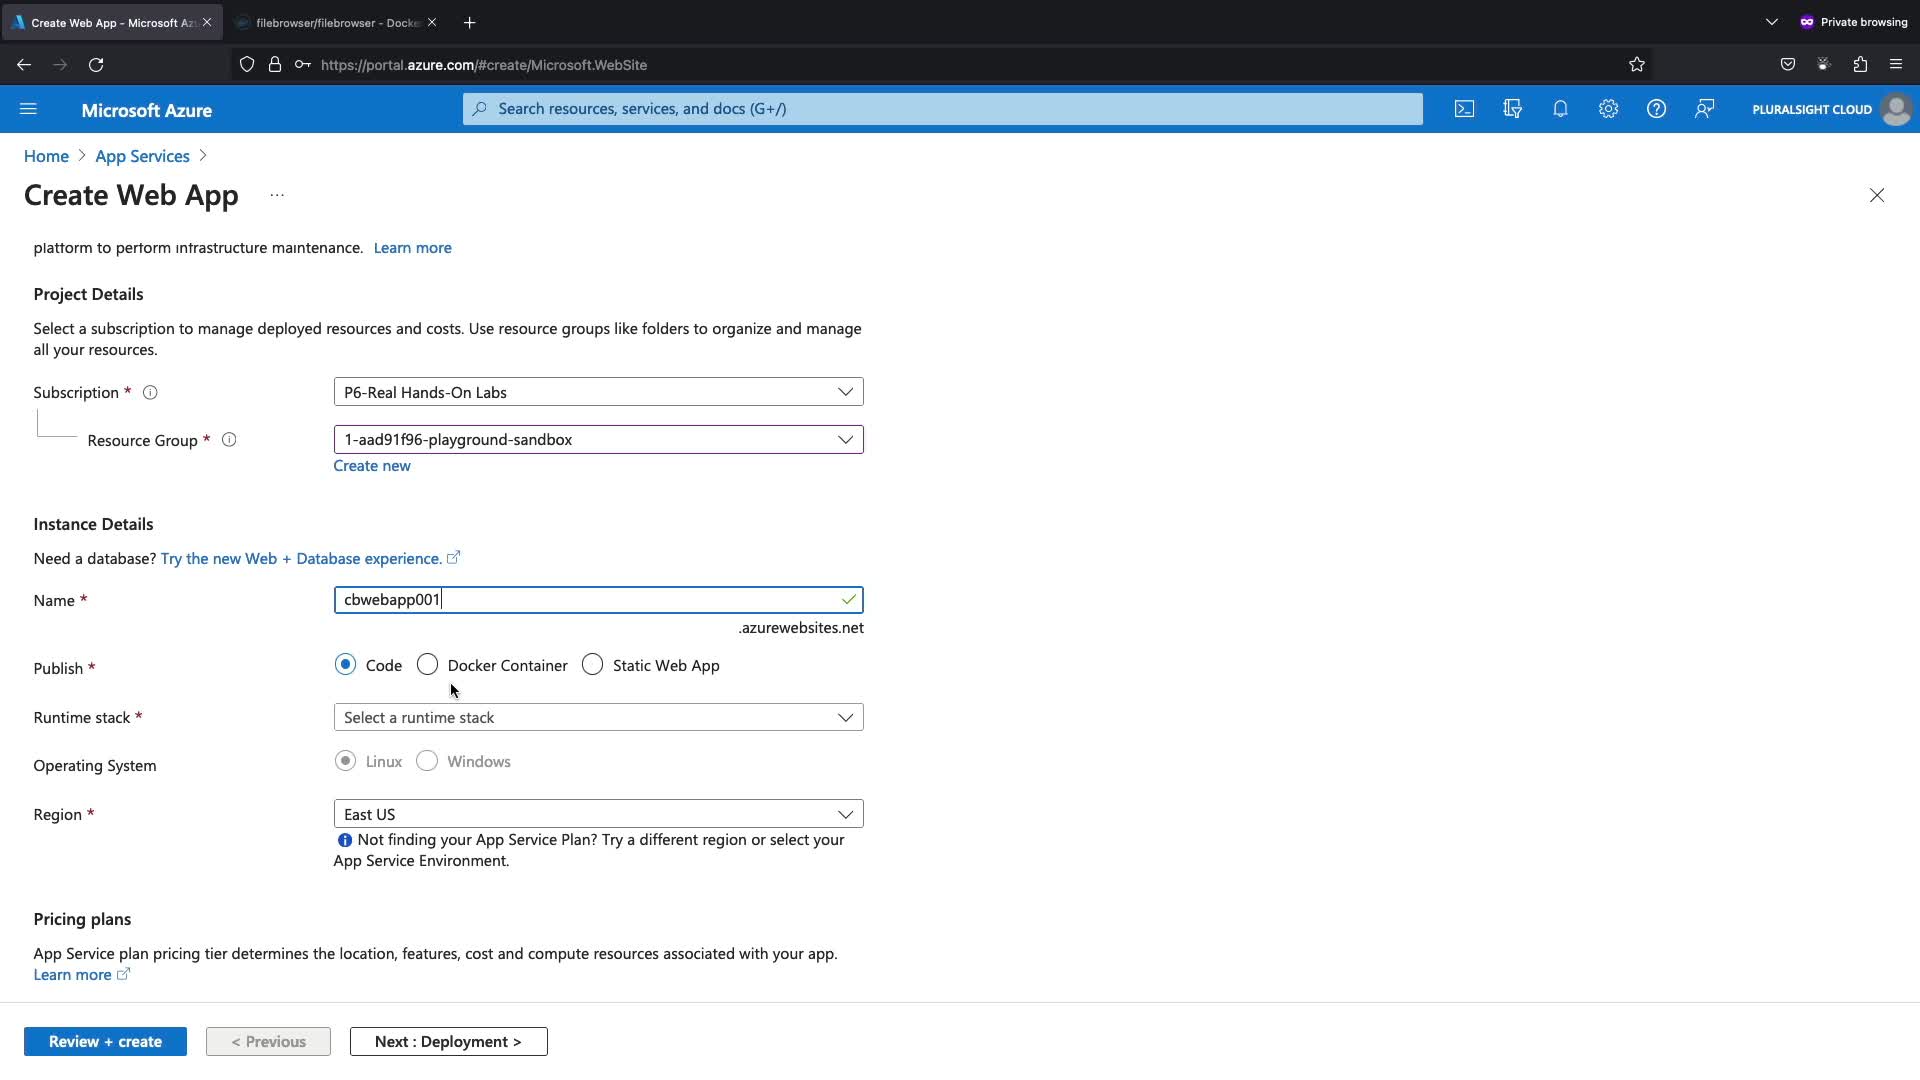 Create Web App - Microsoft Azu
filebrowser/filebrowser - Docke
Private browsing
https://portal.azure.com/#create/Microsoft.WebSite
Microsoft Azure
Search resources, services, and docs (G+/)
PLURALSIGHT CLOUD
Home > App Services >
Create Web App ...
platform to perform infrastructure maintenance. Learn more
Project Details
Select a subscription to manage deployed resources and costs. Use resource groups like folders to organize and manage
all your resources.
Subscription *
P6-Real Hands-On Labs
Resource Group *
1-aad91f96-playground-sandbox
Create new
Instance Details
Need a database? Try the new Web + Database experience.
Name *
cbwebapp001
.azurewebsites.net
Publish *
Code Docker Container Static Web App
Runtime stack *
Select a runtime stack
Operating System
Linux Windows
Region *
East US
Not finding your App Service Plan? Try a different region or select your
App Service Environment.
Pricing plans
App Service plan pricing tier determines the location, features, cost and compute resources associated with your app.
Learn more
Review + create
< Previous
Next : Deployment >